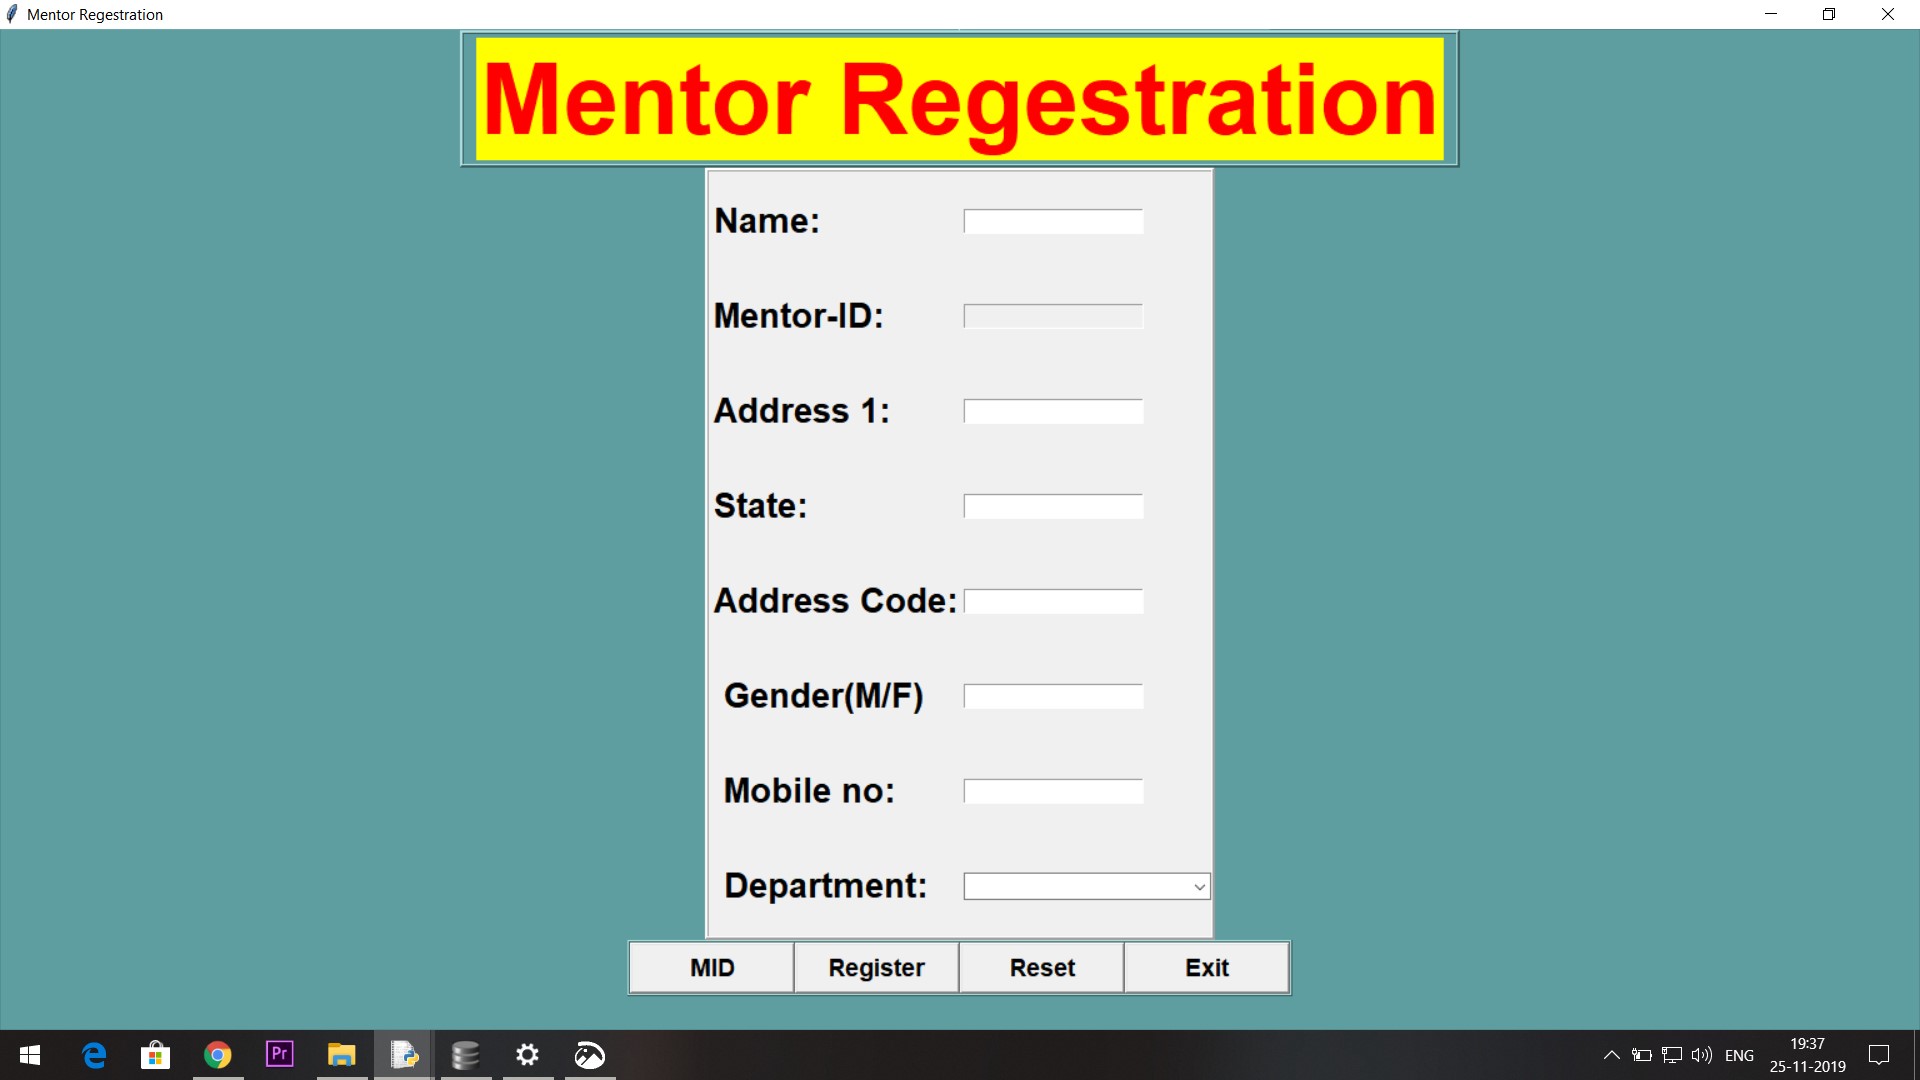 Mentor Regestration
Mentor Regestration
Name:
Mentor-ID:
Address 1:
State:
Address Code:
Gender(M/F)
Mobile no:
Department:
MID Register Reset Exit
Pr
ENG
19:37
25-11-2019